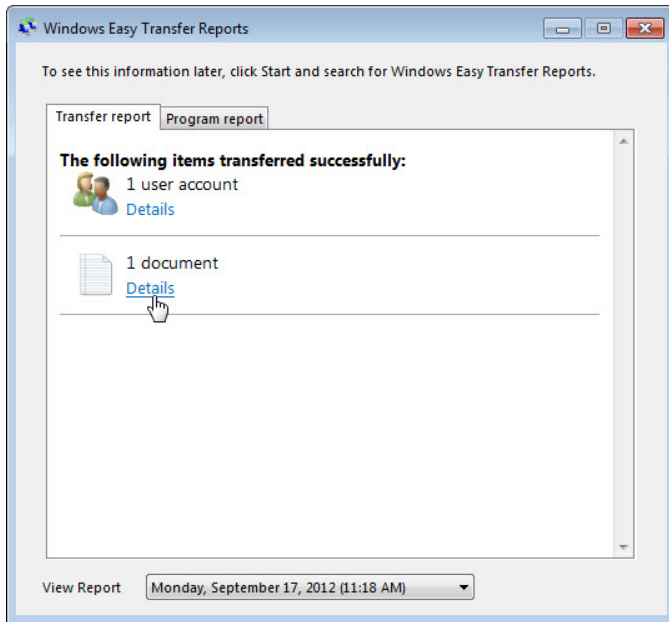 Windows Easy Transfer Reports
To see this information later, click Start and search for Windows Easy Transfer Reports.
Transfer report Program report
The following items transferred successfully:
1 user account
Details
1 document
Details
View Report Monday, September 17, 2012 (11:18 AM)